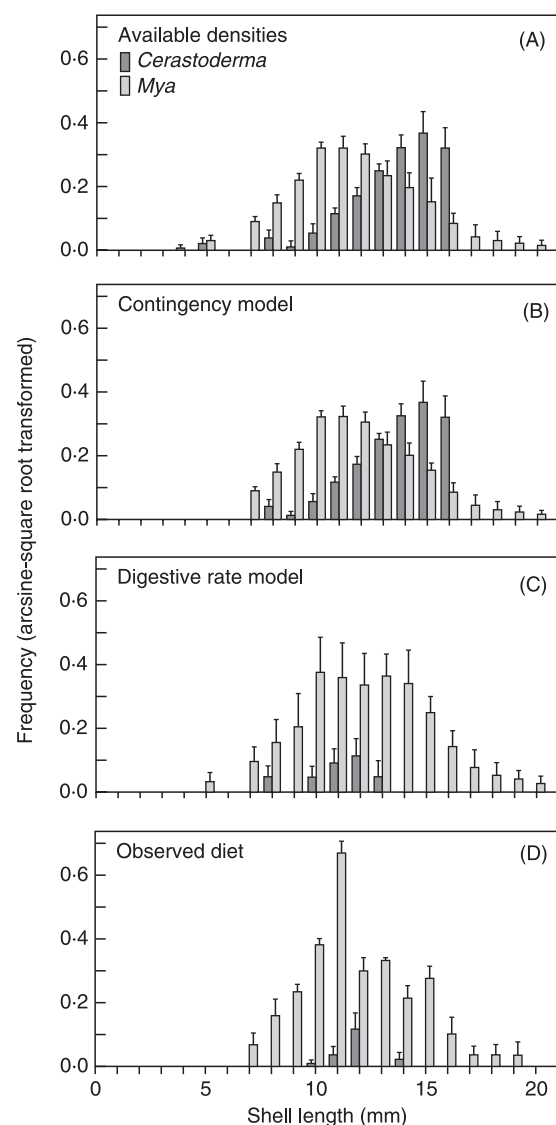 Available densities
(A)
Cerastoderma
Mya
0·6
0·4
0·2
0·0
Contingency model
(B)
0·6
0·4
0·2
0·0
Frequency (arcsine-square root transformed)
Digestive rate model
(C)
0·6
0·4
0·2
0·0
Observed diet
(D)
0·6
0·4
0·2
0·0
0 5 10 15 20
Shell length (mm)